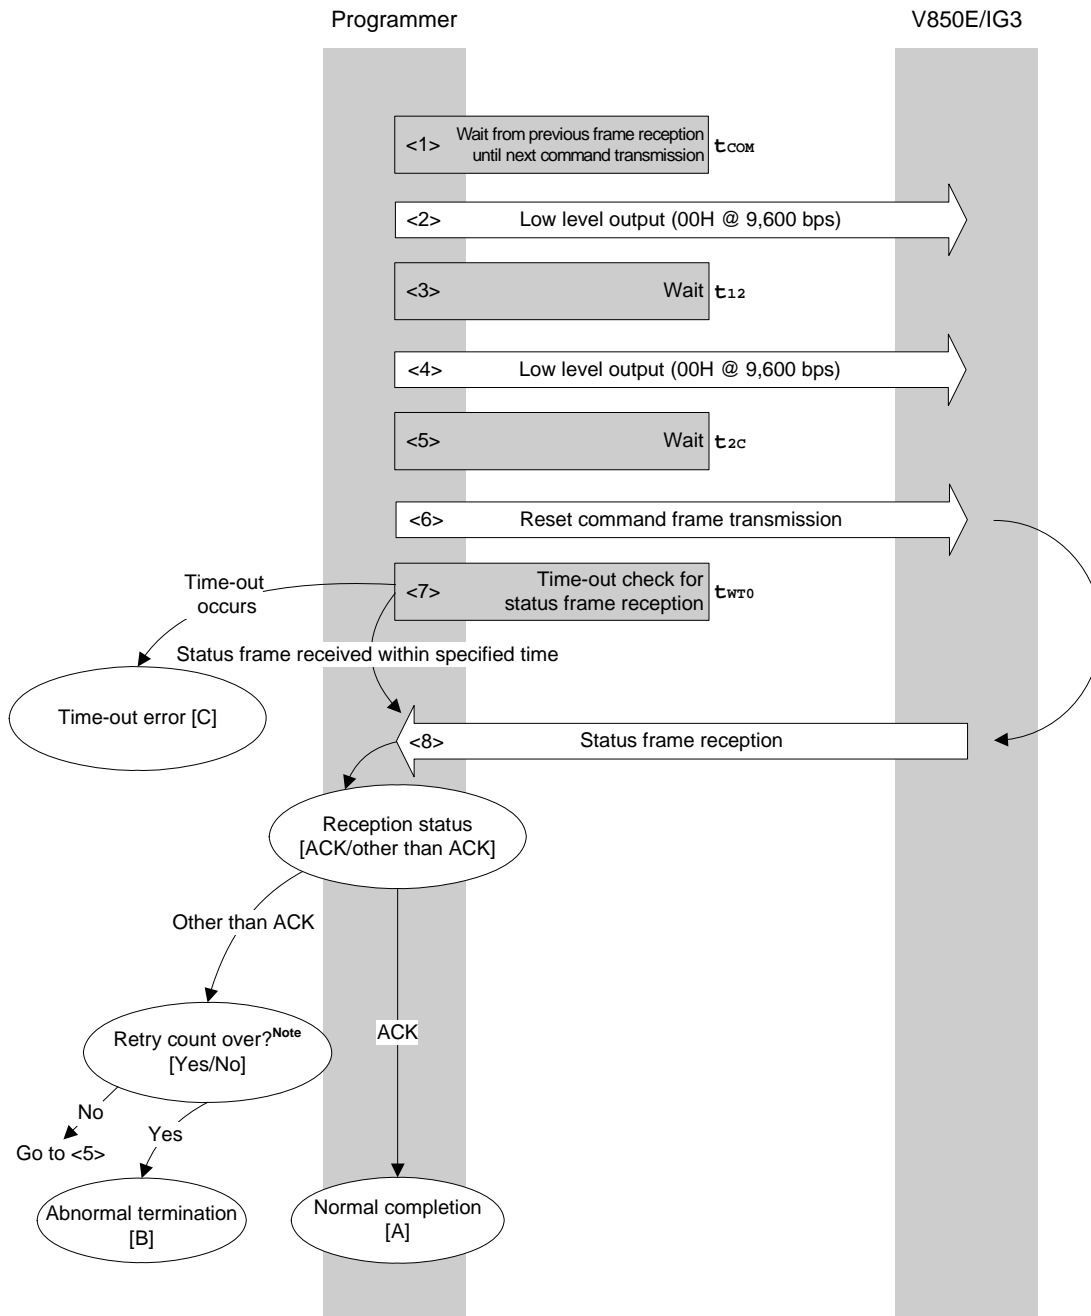 Programmer
V850E/IG3
<1> Wait from previous frame reception
until next command transmission
tCOM
<2> Low level output (00H @ 9,600 bps)
<3> Wait
t12
<4> Low level output (00H @ 9,600 bps)
<5> Wait
t2C
<6> Reset command frame transmission
<7> Time-out check for
status frame reception
tWT0
Time-out
occurs
Status frame received within specified time
Time-out error [C]
<8> Status frame reception
Reception status
[ACK/other than ACK]
Other than ACK
ACK
Retry count over?Note
[Yes/No]
No
Yes
Go to <5>
Abnormal termination
[B]
Normal completion
[A]